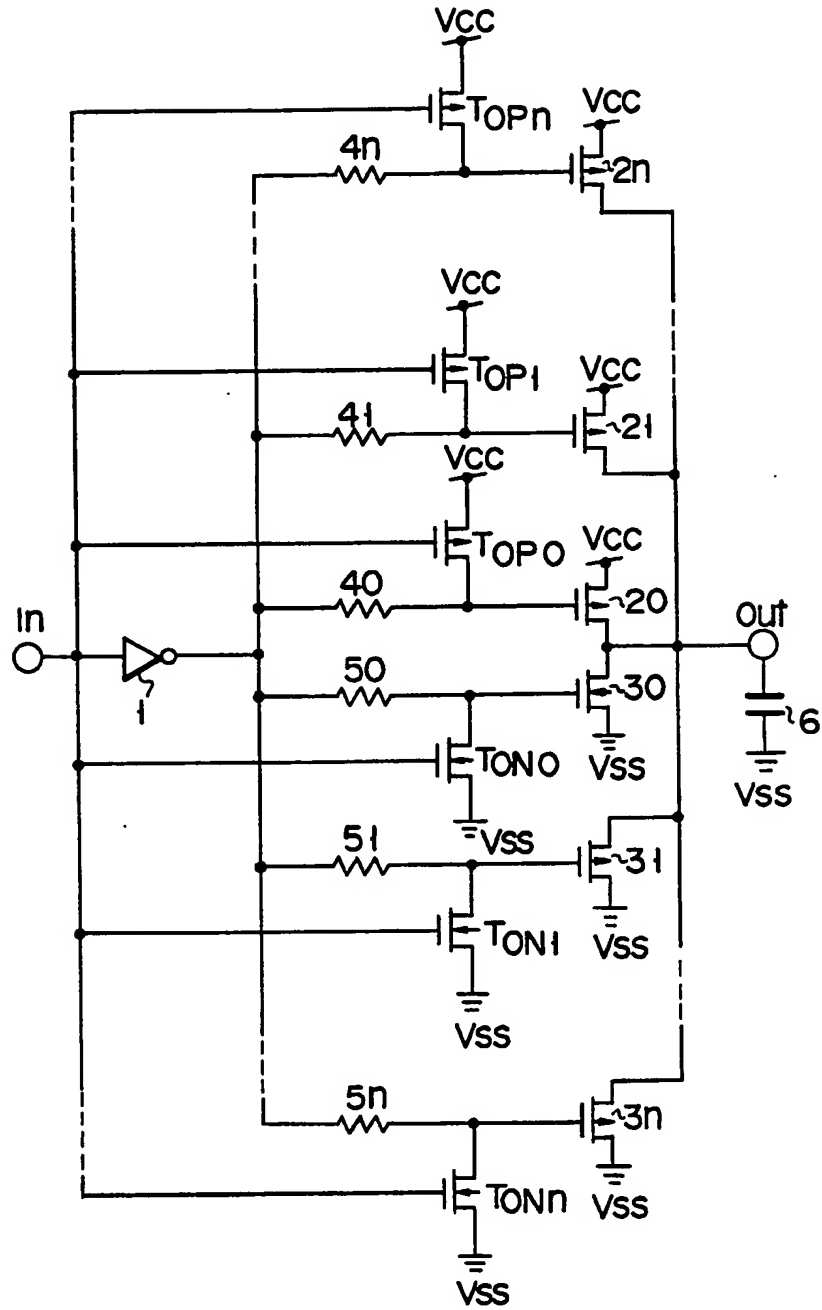 VCC
TOPn
VCC
4n
2n
VCC
TOP1
VCC
41
21
VCC
TOP0
VCC
40
20
In
out
1
50
30
6
TON0
VSS
VSS
VSS
51
31
TON1
VSS
VSS
5n
3n
TONn
VSS
VSS